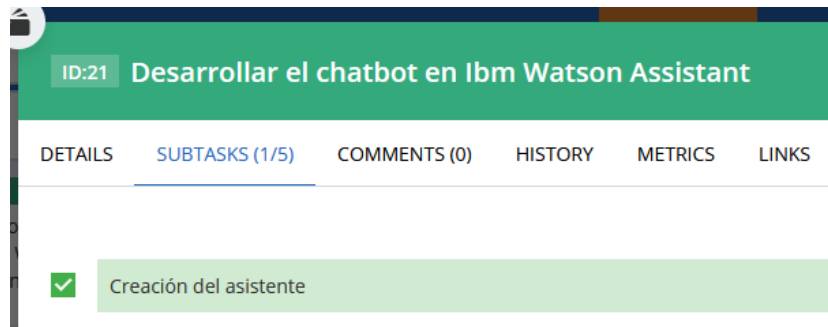 ID:21 Desarrollar el chatbot en Ibm Watson Assistant
DETAILS SUBTASKS (1/5) COMMENTS (0) HISTORY METRICS LINKS
Creación del asistente